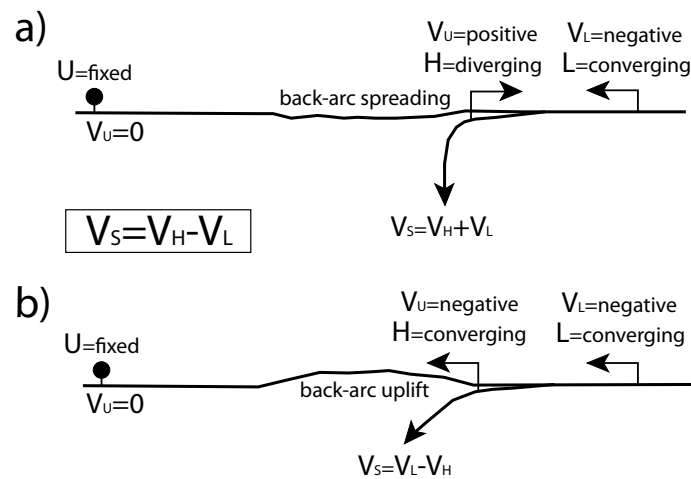 a)
U=fixed
VU=0
back-arc spreading
VU=positive
H=diverging
VL=negative
L=converging
VS=VH+VL
VS=VH-VL
b)
U=fixed
VU=0
back-arc uplift
VU=negative
H=converging
VL=negative
L=converging
VS=VL-VH